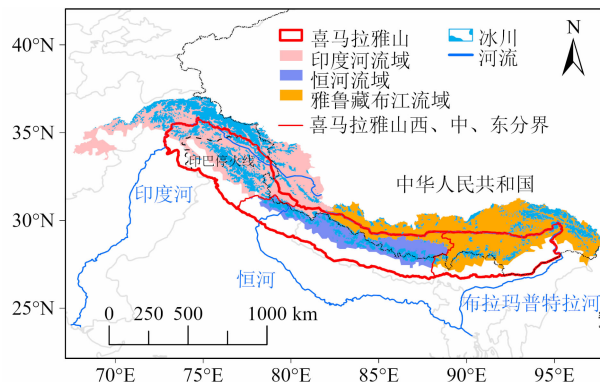 40°N
35°N
30°N
25°N
喜马拉雅山
冰川
N
印度河流域
河流
恒河流域
雅鲁藏布江流域
喜马拉雅山西、中、东分界
印巴停火线
中华人民共和国
印度河
恒河
布拉玛普特拉河
0 250 500 1000 km
70°E 75°E 80°E 85°E 90°E 95°E